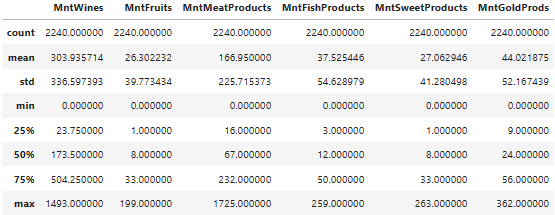 MntWines MntFruits MntMeatProducts MntFishProducts MntSweetProducts MntGoldProds
count 2240.000000 2240.000000 2240.000000 2240.000000 2240.000000 2240.000000
mean 303.935714 26.302232 166.950000 37.525446 27.062946 44.021875
std 336.597393 39.773434 225.715373 54.628979 41.280498 52.167439
min 0.000000 0.000000 0.000000 0.000000 0.000000 0.000000
25% 23.750000 1.000000 16.000000 3.000000 1.000000 9.000000
50% 173.500000 8.000000 67.000000 12.000000 8.000000 24.000000
75% 504.250000 33.000000 232.000000 50.000000 33.000000 56.000000
max 1493.000000 199.000000 1725.000000 259.000000 263.000000 362.000000